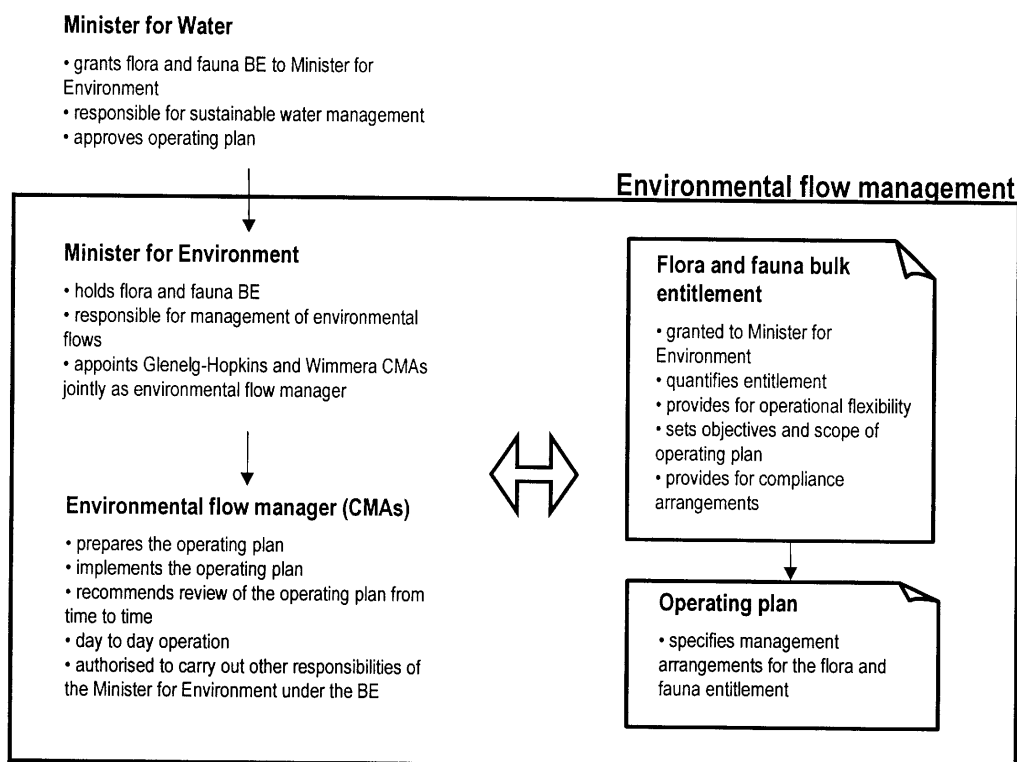 Minister for Water
• grants flora and fauna BE to Minister for
Environment
• responsible for sustainable water management
• approves operating plan
Environmental flow management
Minister for Environment
• holds flora and fauna BE
• responsible for management of environmental
flows
• appoints Glenelg-Hopkins and Wimmera CMAs
jointly as environmental flow manager
Environmental flow manager (CMAs)
• prepares the operating plan
• implements the operating plan
• recommends review of the operating plan from
time to time
• day to day operation
• authorised to carry out other responsibilities of
the Minister for Environment under the BE
Flora and fauna bulk
entitlement
• granted to Minister for
Environment
• quantifies entitlement
• provides for operational flexibility
• sets objectives and scope of
operating plan
• provides for compliance
arrangements
Operating plan
• specifies management
arrangements for the flora and
fauna entitlement